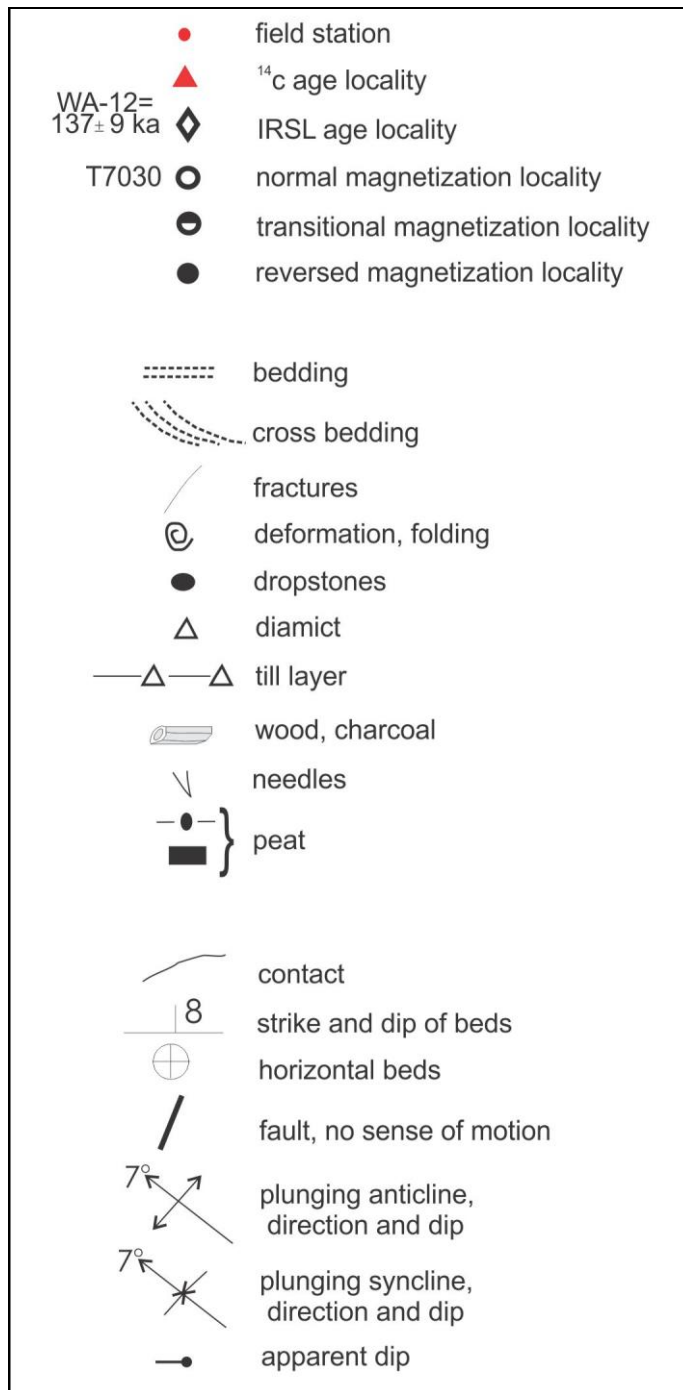 field station
14c age locality
WA-12=
137± 9 ka IRSL age locality
T7030 normal magnetization locality
transitional magnetization locality
reversed magnetization locality
bedding
cross bedding
fractures
deformation, folding
dropstones
diamict
till layer
wood, charcoal
needles
peat
contact
8 strike and dip of beds
horizontal beds
fault, no sense of motion
7° plunging anticline,
direction and dip
7° plunging syncline,
direction and dip
apparent dip